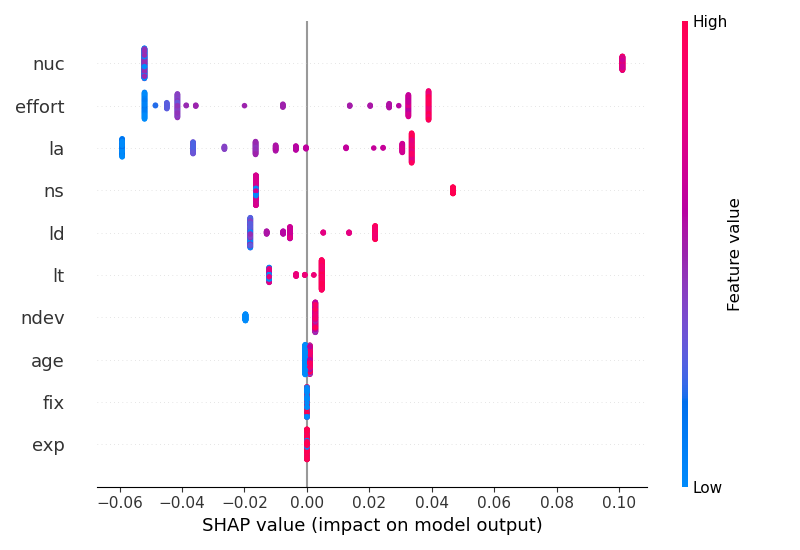 High
nuc
effort
la
ns
ld
lt
ndev
age
fix
exp
Feature value
Low
−0.06 −0.04 −0.02 0.00 0.02 0.04 0.06 0.08 0.10
SHAP value (impact on model output)